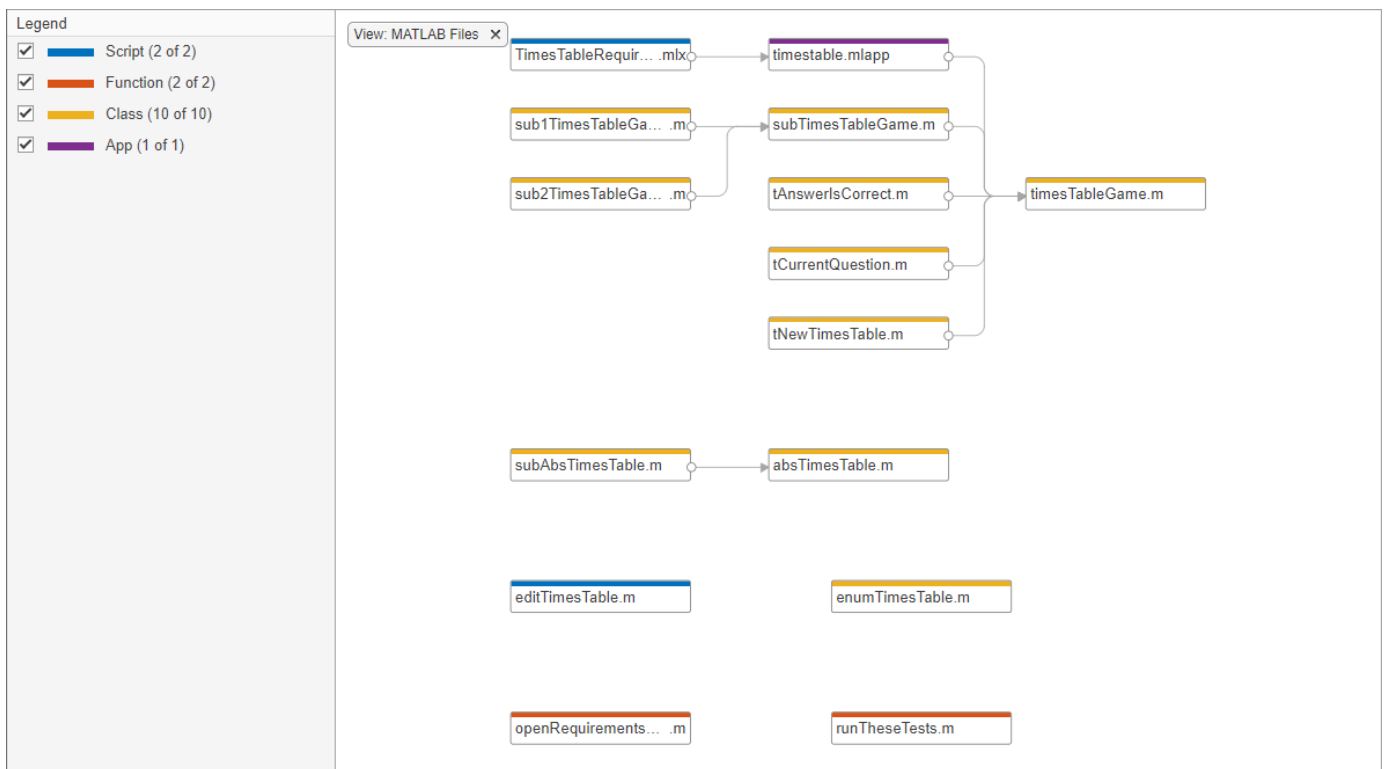 Legend
Script (2 of 2)
Function (2 of 2)
Class (10 of 10)
App (1 of 1)
View: MATLAB Files X
TimesTableRequir... .mlx
timestable.mlapp
sub1TimesTableGa... .m
subTimesTableGame.m
sub2TimesTableGa... .m
tAnswerIsCorrect.m
timesTableGame.m
tCurrentQuestion.m
tNewTimesTable.m
subAbsTimesTable.m
absTimesTable.m
editTimesTable.m
enumTimesTable.m
openRequirements... .m
runTheseTests.m